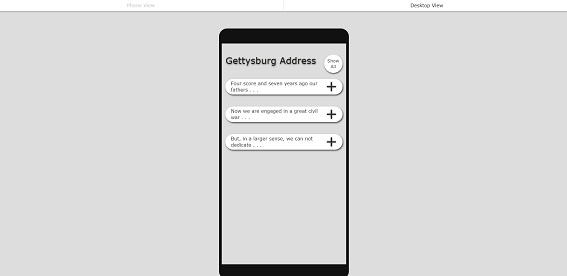 Phone View
Desktop View
Gettysburg Address
Show
All
Four score and seven years ago our
fathers . . .
Now we are engaged in a great civil
war . . .
But, in a larger sense, we can not
dedicate . . .